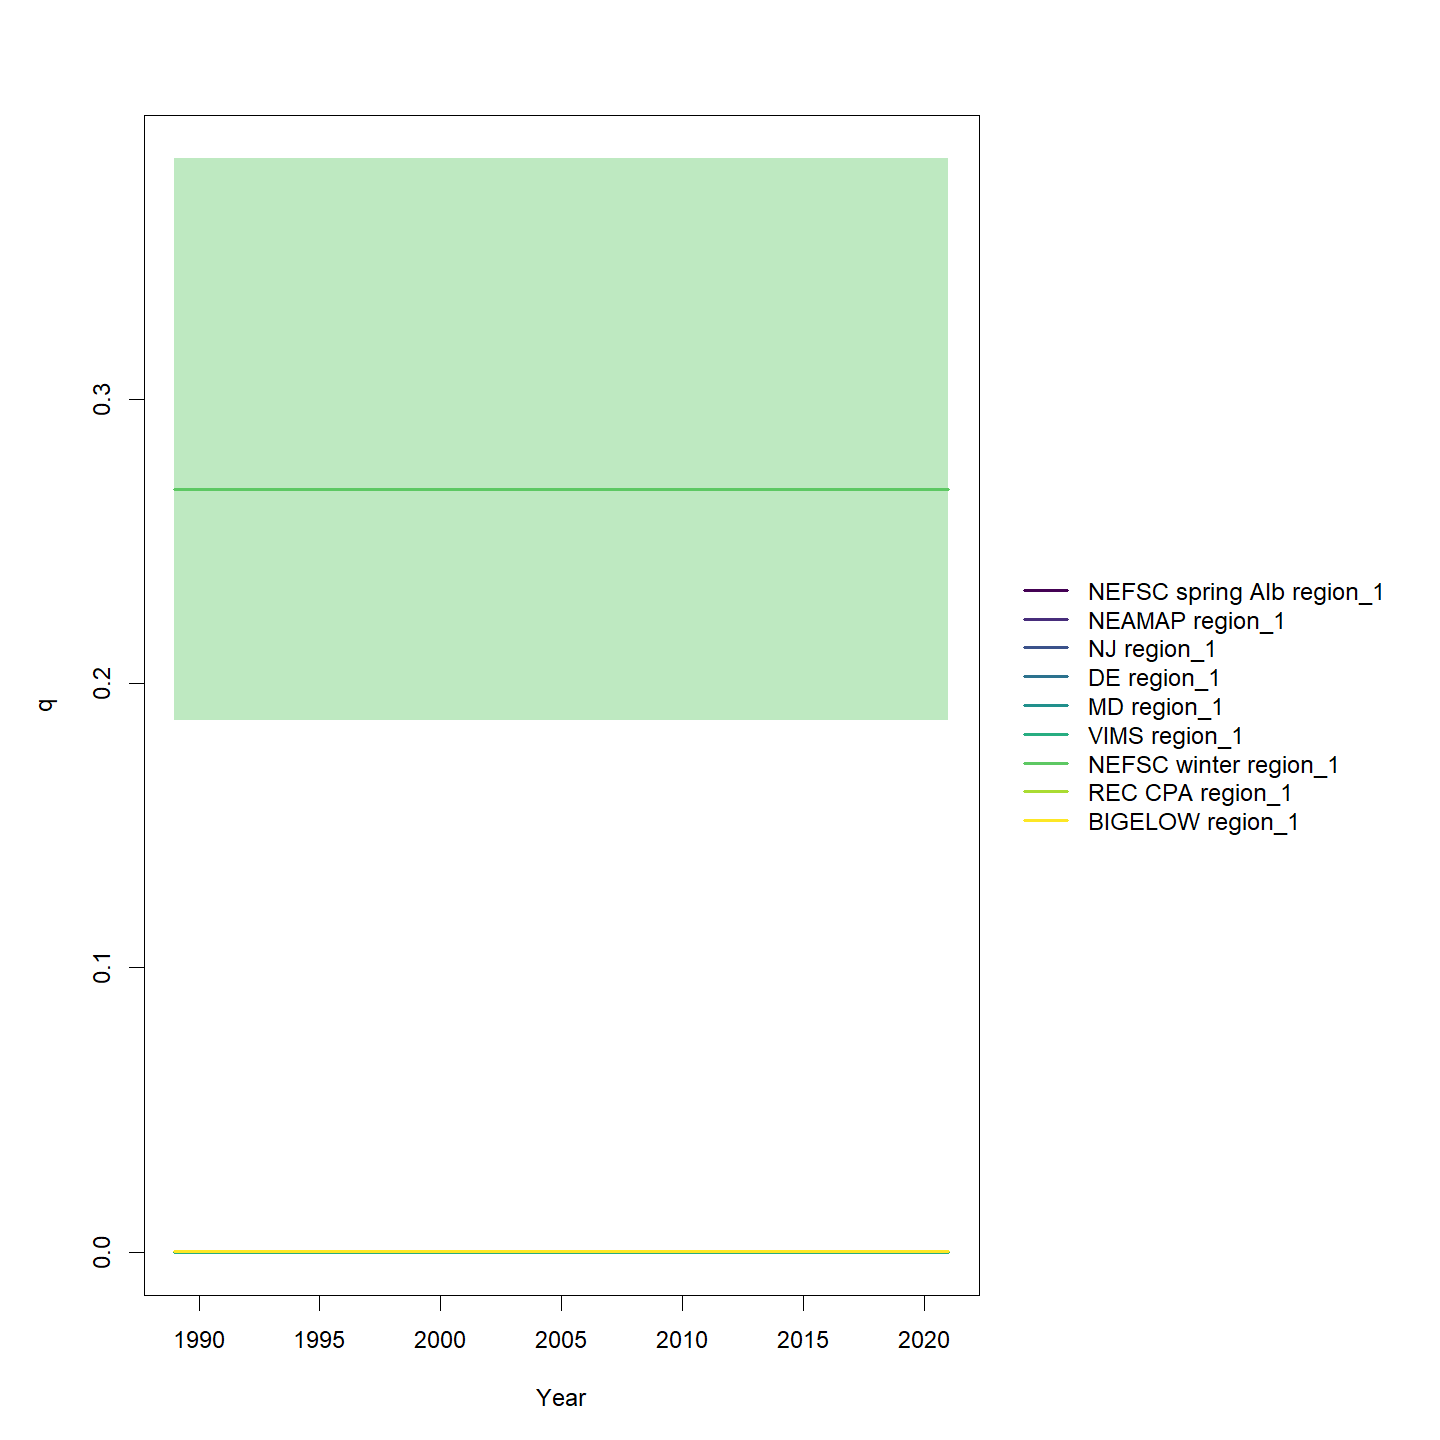 q
0.3
0.2
0.1
0.0
1990 1995 2000 2005 2010 2015 2020
Year
NEFSC spring Alb region_1
NEAMAP region_1
NJ region_1
DE region_1
MD region_1
VIMS region_1
NEFSC winter region_1
REC CPA region_1
BIGELOW region_1